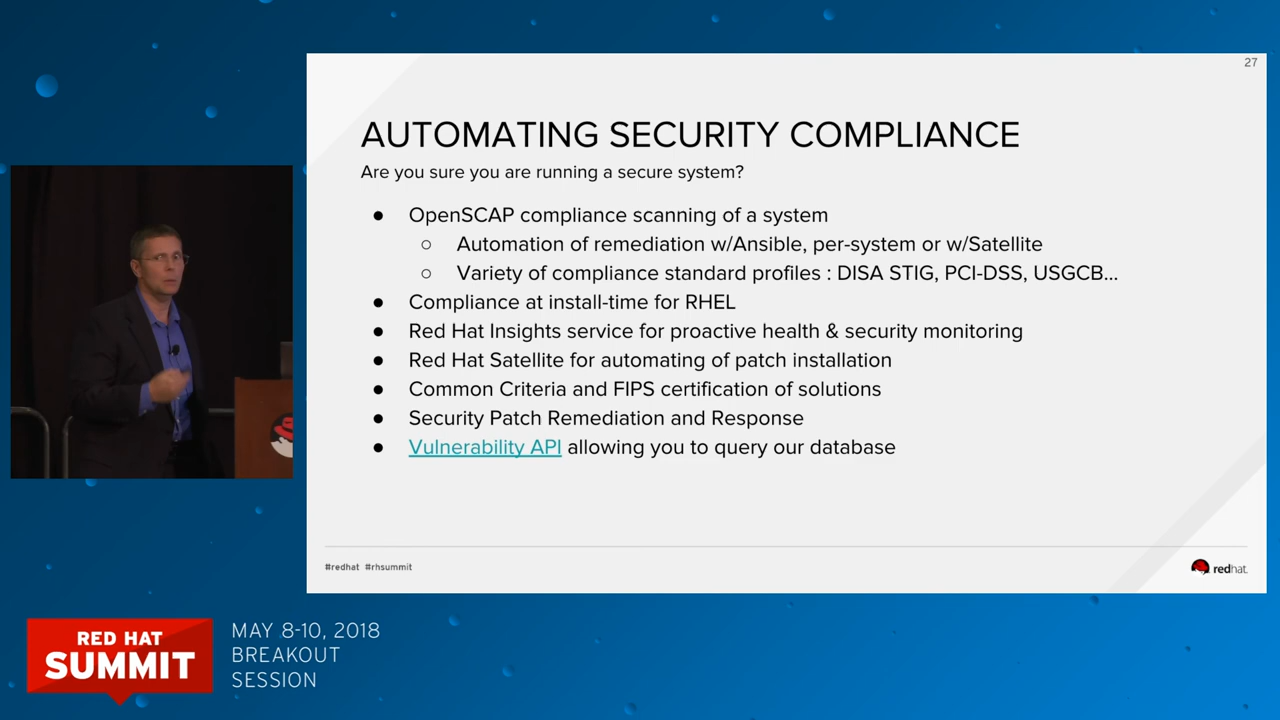 27
AUTOMATING SECURITY COMPLIANCE
Are you sure you are running a secure system?
● OpenSCAP compliance scanning of a system
○ Automation of remediation w/Ansible, per-system or w/Satellite
○ Variety of compliance standard profiles : DISA STIG, PCI-DSS, USGCB...
● Compliance at install-time for RHEL
● Red Hat Insights service for proactive health & security monitoring
● Red Hat Satellite for automating of patch installation
● Common Criteria and FIPS certification of solutions
● Security Patch Remediation and Response
● Vulnerability API allowing you to query our database
#redhat #rhsummit
redhat.
RED HAT
SUMMIT
MAY 8-10, 2018
BREAKOUT
SESSION